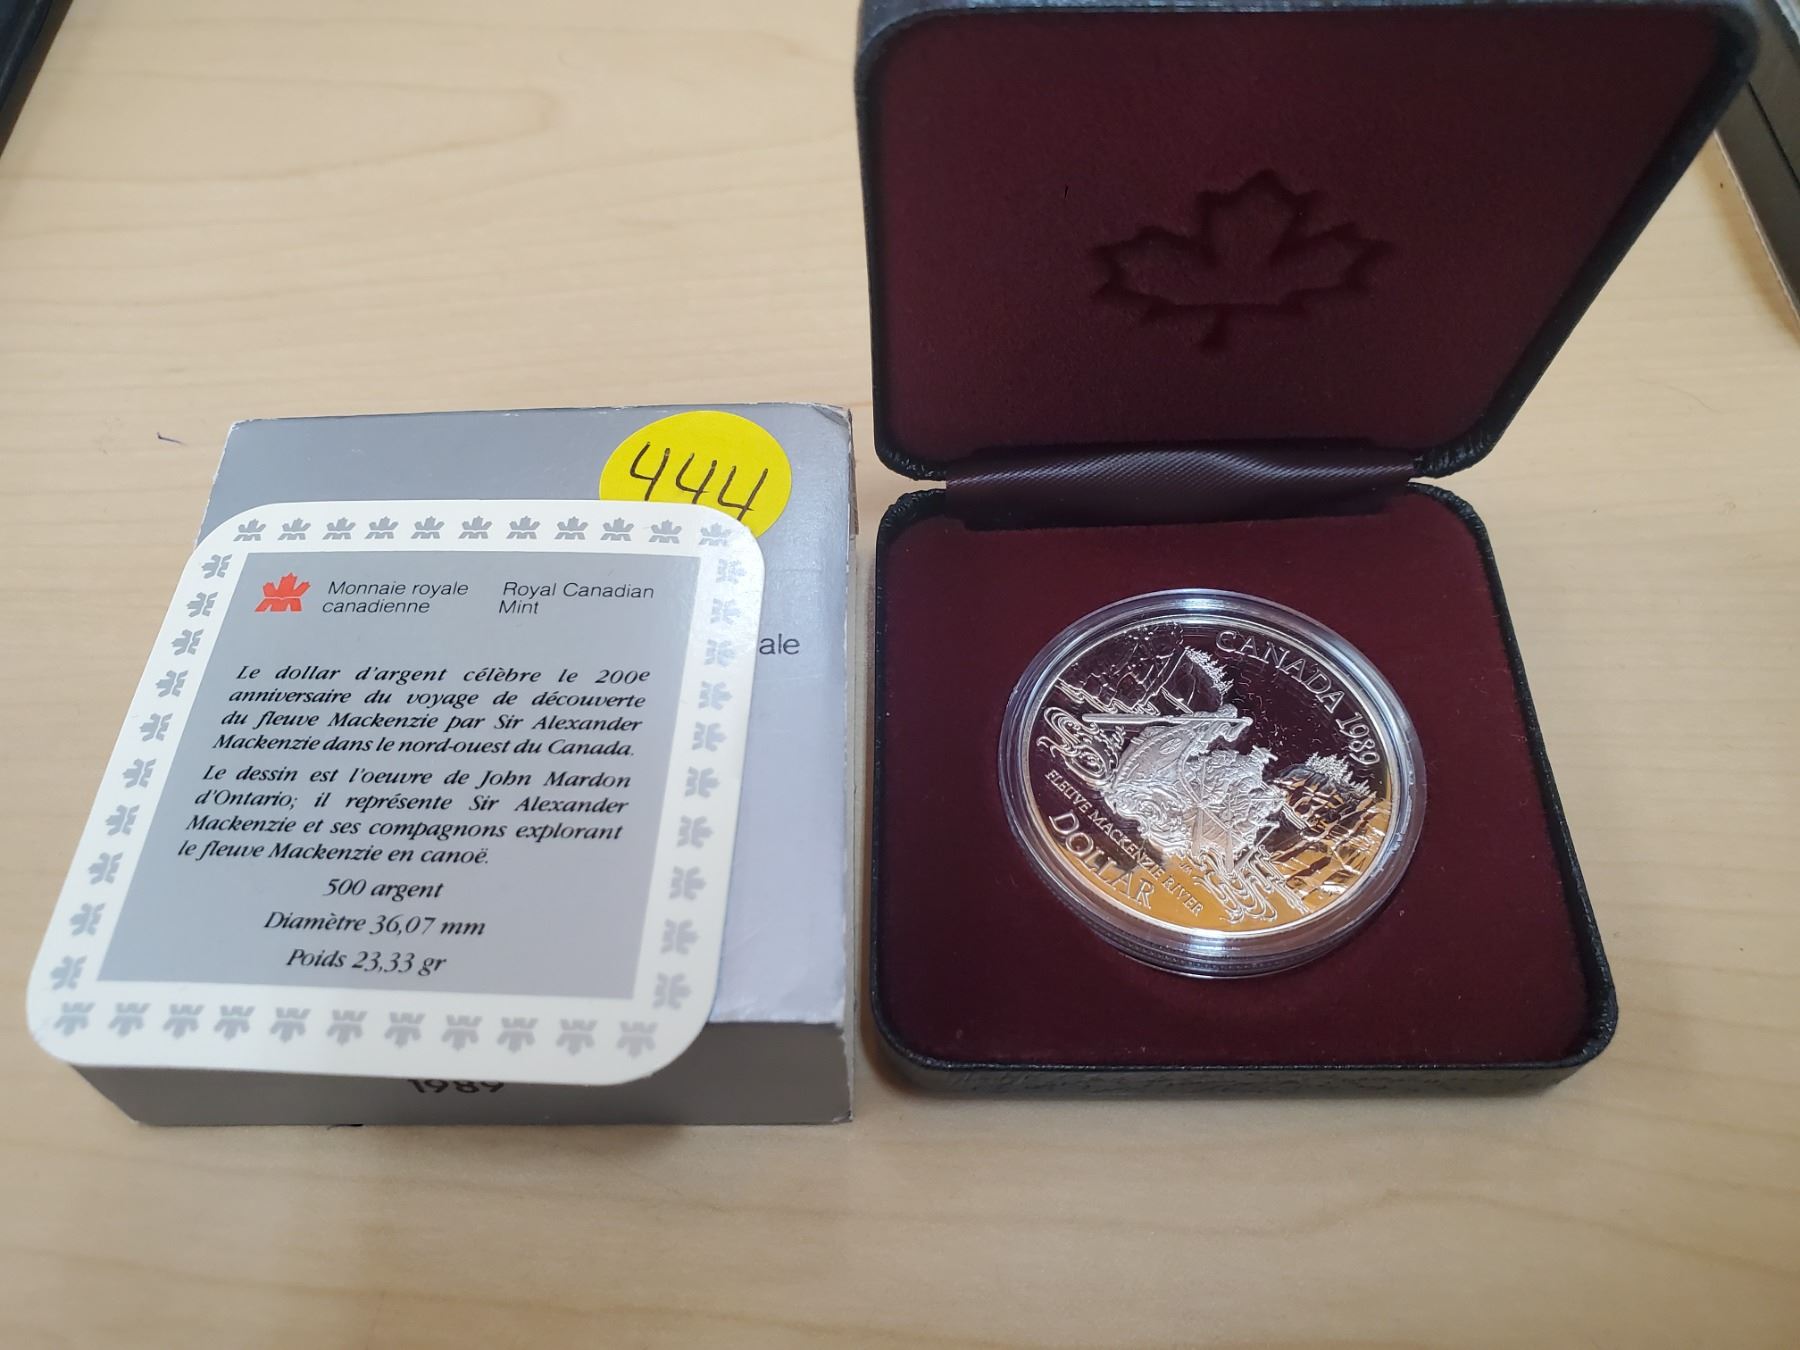 444
Monnaie royale
canadienne
Royal Canadian
Mint
ale
Le dollar d'argent célèbre le 200e
anniversaire du voyage de découverte
du fleuve Mackenzie par Sir Alexander
Mackenzie dans le nord-ouest du Canada.
Le dessin est l'oeuvre de John Mardon
d'Ontario; il représente Sir Alexander
Mackenzie et ses compagnons explorant
le fleuve Mackenzie en canoë.
500 argent
Diamètre 36,07 mm
Poids 23,33 gr
1989
CANADA 1989
FLEUVE MACKENZIE RIVER
DOLLAR